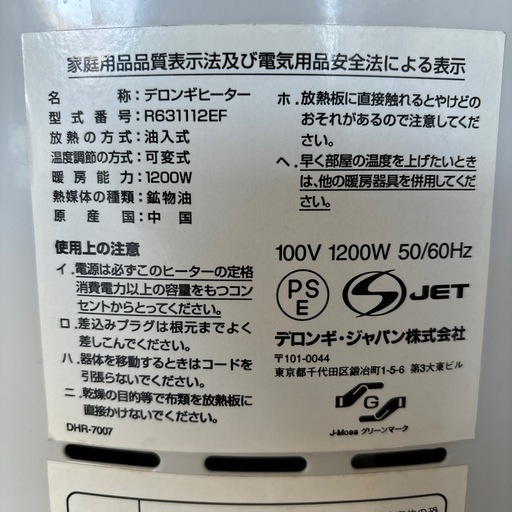 家庭用品品質表示法及び電気用品安全法による表示
名　　　　称：デロンギヒーター
型式番号：R631112EF
放熱の方式：油入式
温度調節の方式：可変式
暖房能力：1200W
熱媒体の種類：鉱物油
原産国：中国
使用上の注意
イ．電源は必ずこのヒーターの定格
消費電力以上の容量をもつコン
セントからとってください。
ロ．差込みプラグは根元までよく
差しこんでください。
ハ．器体を移動するときはコードを
引張らないでください。
ニ．乾燥の目的等で布類を放熱板に
直接かけないでください。
DHR-7007
ホ．放熱板に直接触れるとやけどの
おそれがあるので注意してくだ
さい。
ヘ．早く部屋の温度を上げたいとき
は、他の暖房器具を併用してくだ
さい。
100V 1200W 50/60Hz
PSE
S JET
デロンギ・ジャパン株式会社
〒101-0044
東京都千代田区鍛冶町1-5-6　第3大東ビル
G
J-Moss グリーンマーク